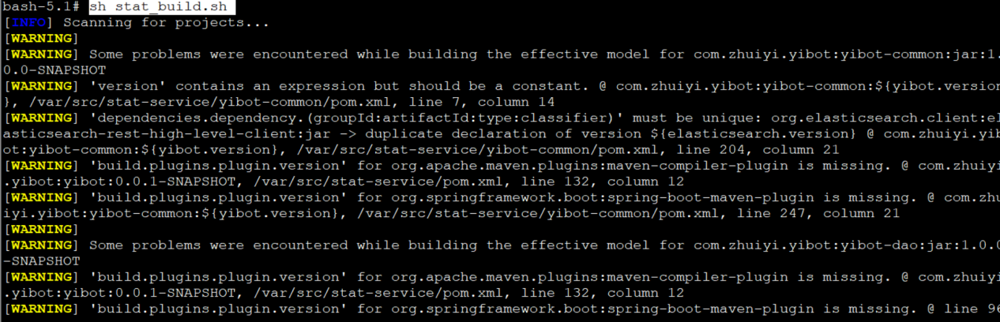 bash-5.1# sh stat_build.sh
[INFO] Scanning for projects...
[WARNING]
[WARNING] Some problems were encountered while building the effective model for com.zhuiyi.yibot:yibot-common:jar:1.
0.0-SNAPSHOT
[WARNING] 'version' contains an expression but should be a constant. @ com.zhuiyi.yibot:yibot-common:${yibot.version
}, /var/src/stat-service/yibot-common/pom.xml, line 7, column 14
[WARNING] 'dependencies.dependency.(groupId:artifactId:type:classifier)' must be unique: org.elasticsearch.client:el
asticsearch-rest-high-level-client:jar -> duplicate declaration of version ${elasticsearch.version} @ com.zhuiyi.yib
ot:yibot-common:${yibot.version}, /var/src/stat-service/yibot-common/pom.xml, line 204, column 21
[WARNING] 'build.plugins.plugin.version' for org.apache.maven.plugins:maven-compiler-plugin is missing. @ com.zhuiyi
.yibot:yibot:0.0.1-SNAPSHOT, /var/src/stat-service/pom.xml, line 132, column 12
[WARNING] 'build.plugins.plugin.version' for org.springframework.boot:spring-boot-maven-plugin is missing. @ com.zhu
iyi.yibot:yibot-common:${yibot.version}, /var/src/stat-service/yibot-common/pom.xml, line 247, column 21
[WARNING]
[WARNING] Some problems were encountered while building the effective model for com.zhuiyi.yibot:yibot-dao:jar:1.0.0
-SNAPSHOT
[WARNING] 'build.plugins.plugin.version' for org.apache.maven.plugins:maven-compiler-plugin is missing. @ com.zhuiyi
.yibot:yibot:0.0.1-SNAPSHOT, /var/src/stat-service/pom.xml, line 132, column 12
[WARNING] 'build.plugins.plugin.version' for org.springframework.boot:spring-boot-maven-plugin is missing. @ line 96